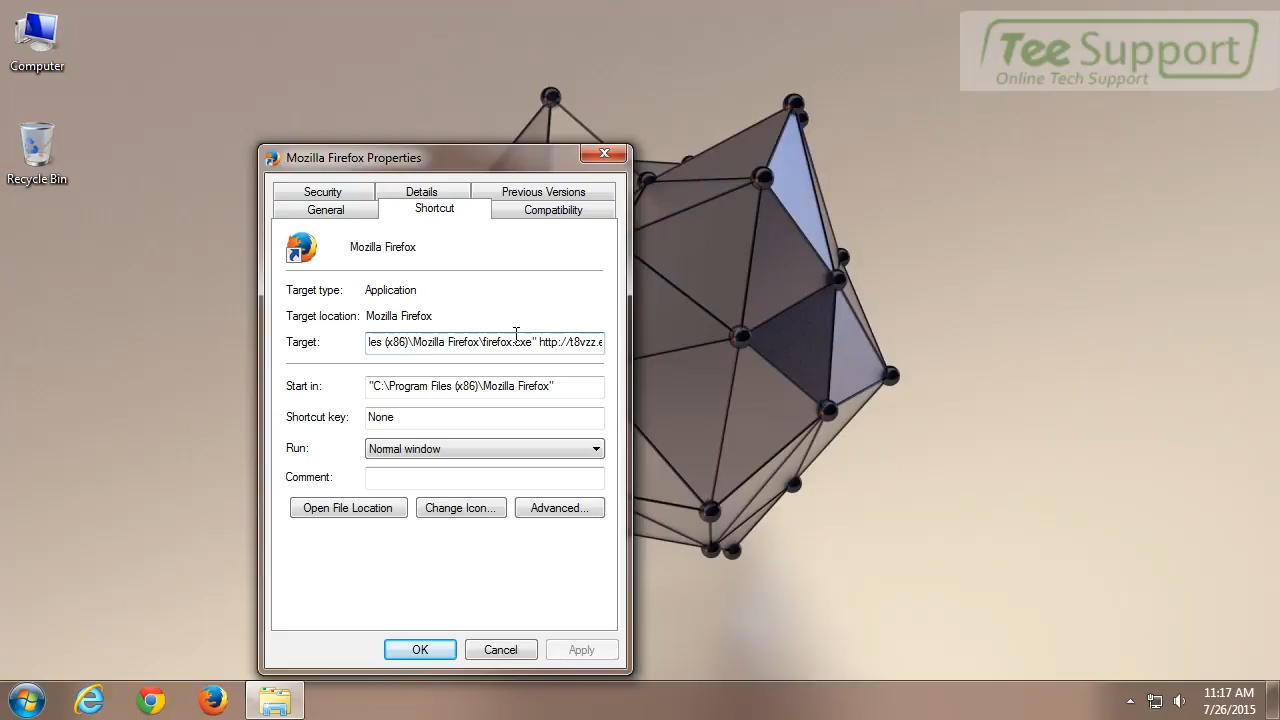 Computer
Recycle Bin
Tee Support
Online Tech Support
Mozilla Firefox Properties
Security Details Previous Versions
General Shortcut Compatibility
Mozilla Firefox
Target type: Application
Target location: Mozilla Firefox
Target: les (x86)\Mozilla Firefox\firefox.exe" http://t8vzz.e
Start in: "C:\Program Files (x86)\Mozilla Firefox"
Shortcut key: None
Run: Normal window
Comment:
Open File Location Change Icon... Advanced...
OK Cancel Apply
11:17 AM
7/26/2015